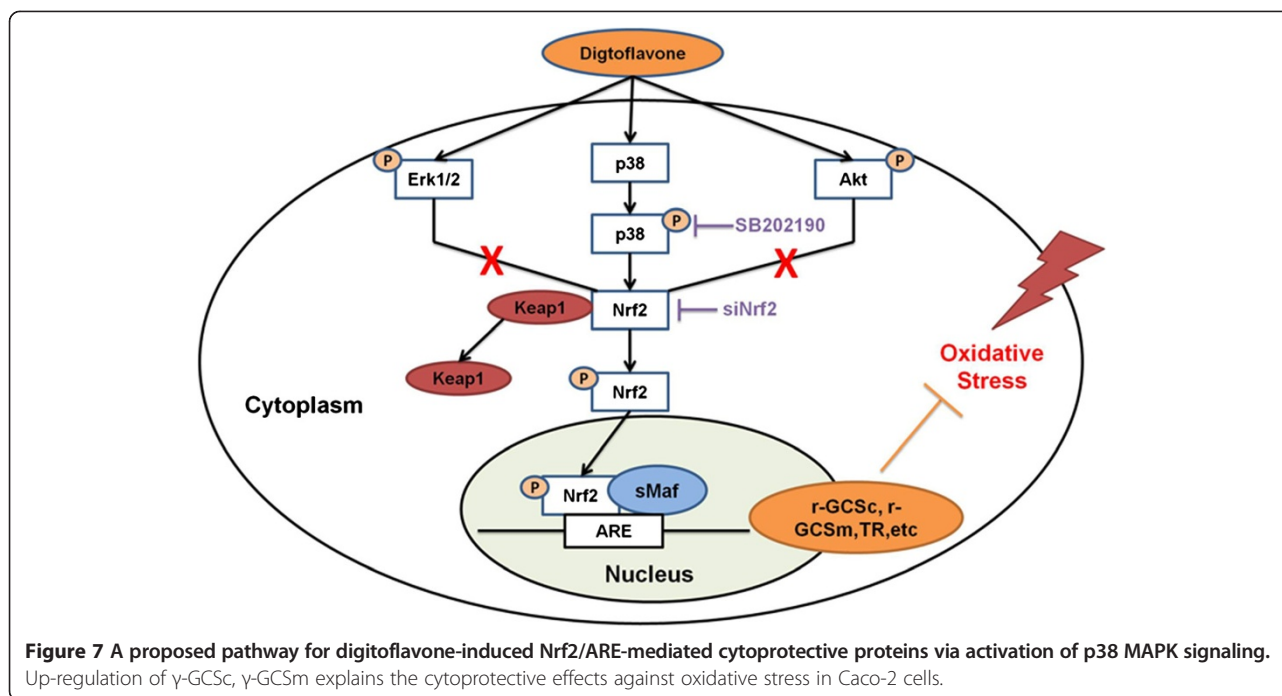 Digtoflavone
P
Erk1/2
p38
Akt
P
p38
P
SB202190
X
X
Keap1
Nrf2
siNrf2
Keap1
P
Nrf2
Oxidative
Stress
Cytoplasm
P
Nrf2
sMaf
ARE
r-GCSc, r-
GCSm,TR,etc
Nucleus
Figure 7 A proposed pathway for digitoflavone-induced Nrf2/ARE-mediated cytoprotective proteins via activation of p38 MAPK signaling.
Up-regulation of γ-GCSc, γ-GCSm explains the cytoprotective effects against oxidative stress in Caco-2 cells.